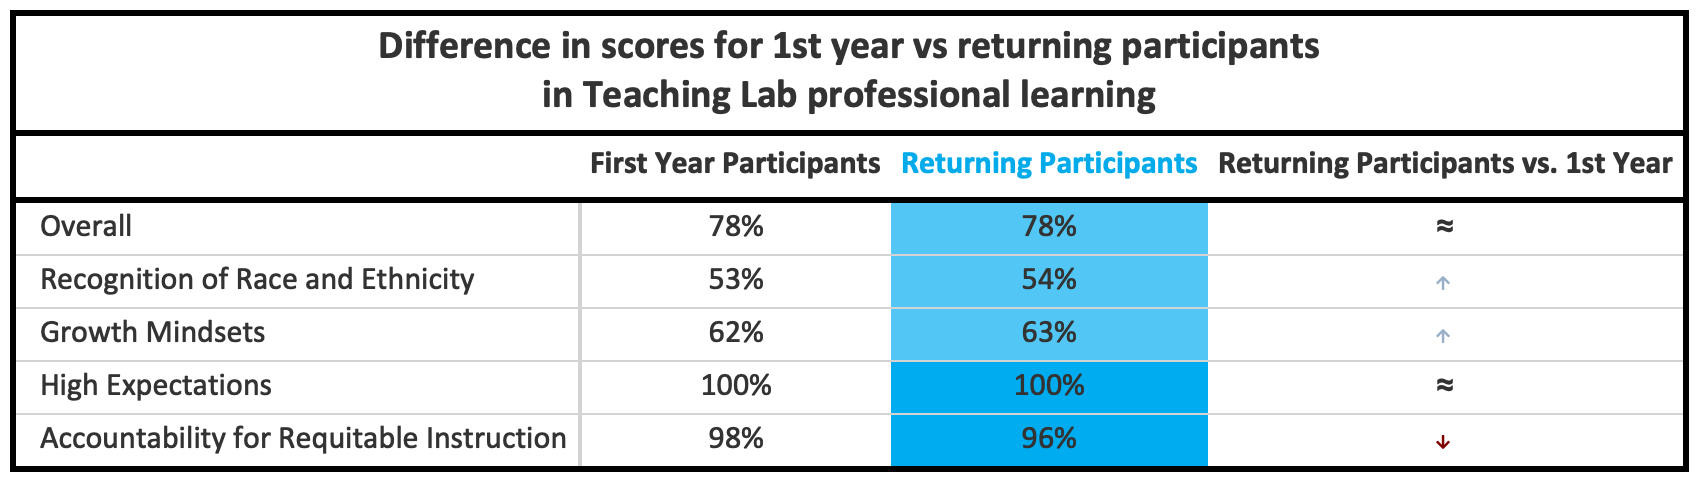 Difference in scores for 1st year vs returning participants
in Teaching Lab professional learning
First Year Participants Returning Participants Returning Participants vs. 1st Year
Overall 78% 78% ≈
Recognition of Race and Ethnicity 53% 54% ↑
Growth Mindsets 62% 63% ↑
High Expectations 100% 100% ≈
Accountability for Requitable Instruction 98% 96% ↓